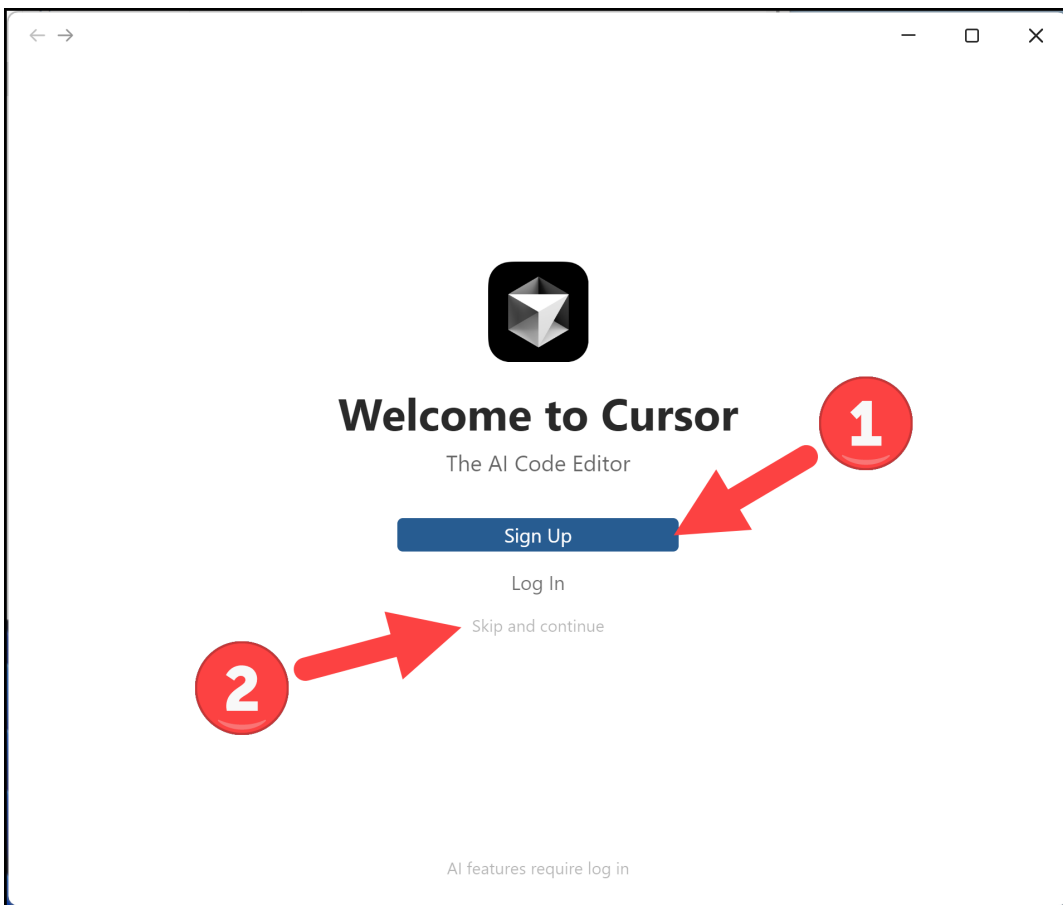 Welcome to Cursor
1
The AI Code Editor
Sign Up
Log In
Skip and continue
2
AI features require log in